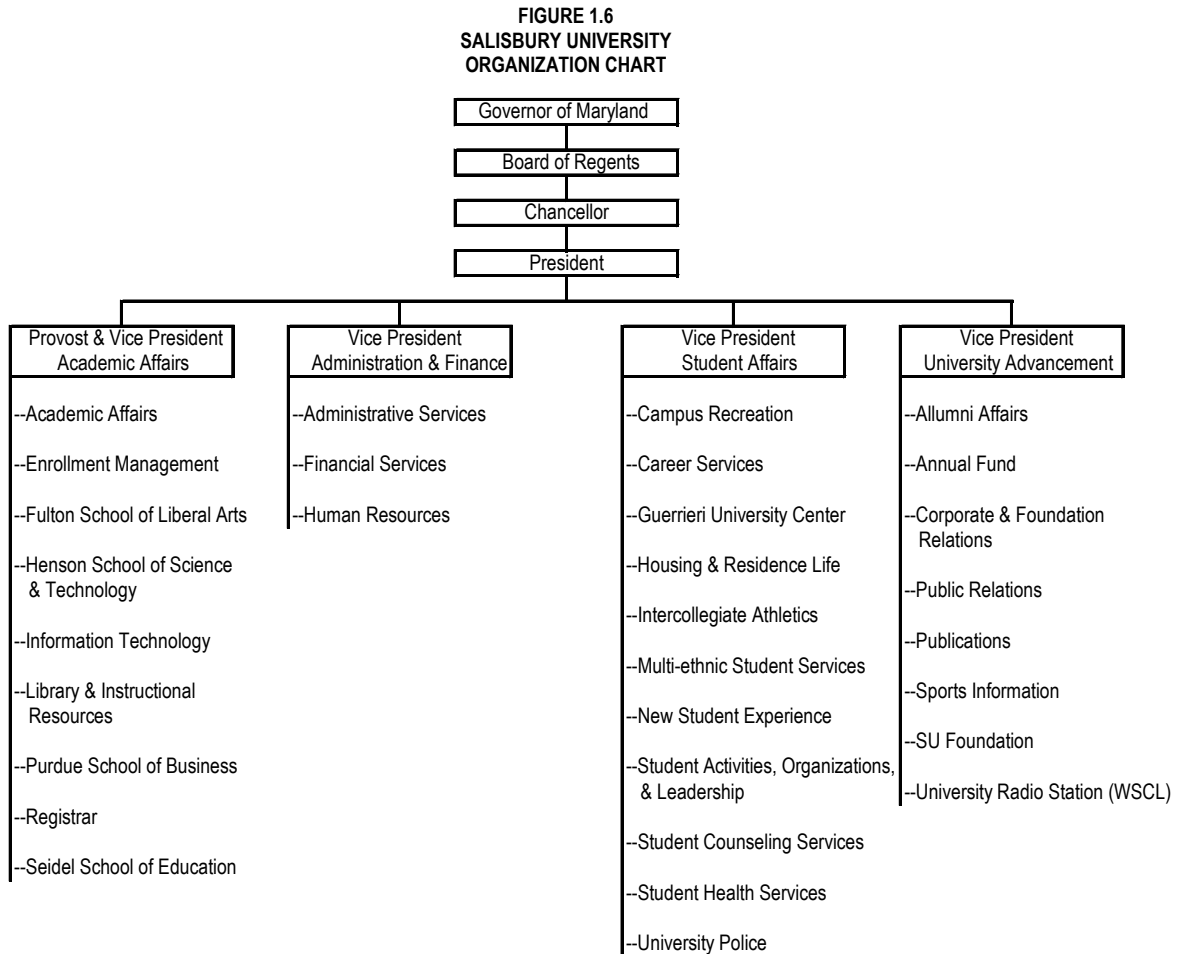 FIGURE 1.6
SALISBURY UNIVERSITY
ORGANIZATION CHART
Governor of Maryland
Board of Regents
Chancellor
President
Provost & Vice President
Academic Affairs
--Academic Affairs
--Enrollment Management
--Fulton School of Liberal Arts
--Henson School of Science
& Technology
--Information Technology
--Library & Instructional
Resources
--Purdue School of Business
--Registrar
--Seidel School of Education
Vice President
Administration & Finance
--Administrative Services
--Financial Services
--Human Resources
Vice President
Student Affairs
--Campus Recreation
--Career Services
--Guerrieri University Center
--Housing & Residence Life
--Intercollegiate Athletics
--Multi-ethnic Student Services
--New Student Experience
--Student Activities, Organizations,
& Leadership
--Student Counseling Services
--Student Health Services
--University Police
Vice President
University Advancement
--Allumni Affairs
--Annual Fund
--Corporate & Foundation
Relations
--Public Relations
--Publications
--Sports Information
--SU Foundation
--University Radio Station (WSCL)